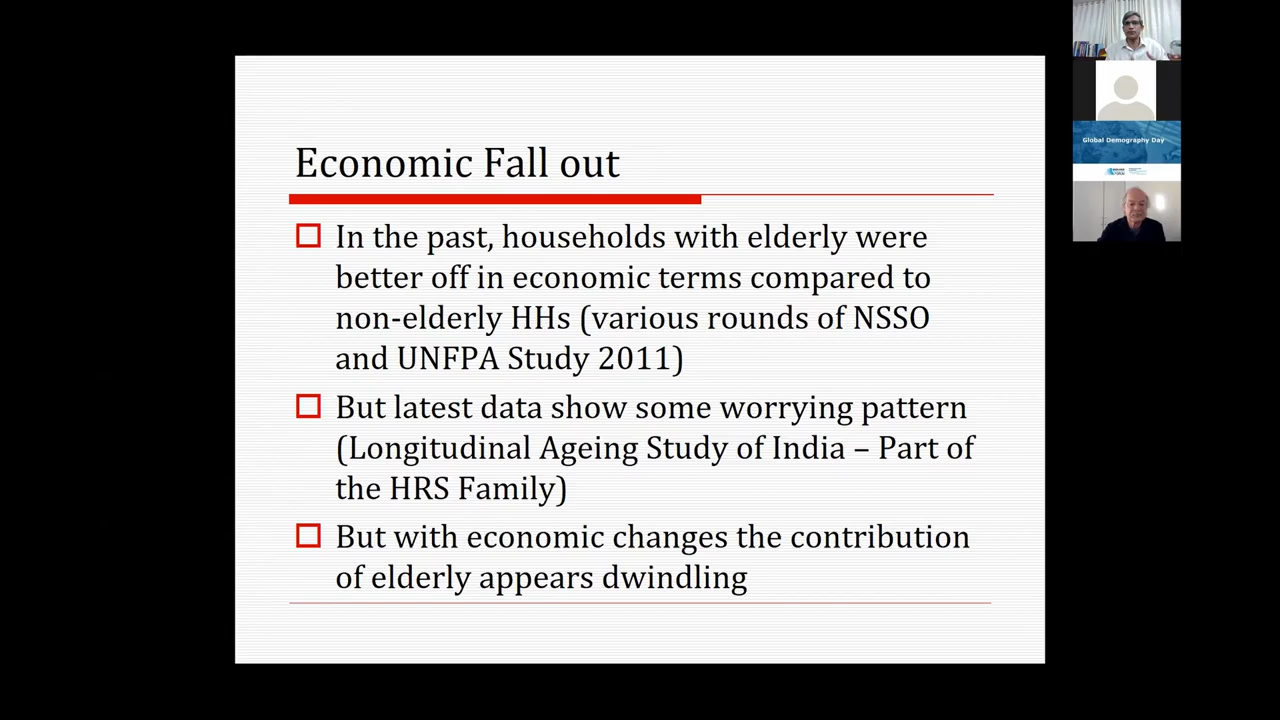 Economic Fall out
In the past, households with elderly were
better off in economic terms compared to
non-elderly HHs (various rounds of NSSO
and UNFPA Study 2011)
But latest data show some worrying pattern
(Longitudinal Ageing Study of India – Part of
the HRS Family)
But with economic changes the contribution
of elderly appears dwindling
Global Demography Day